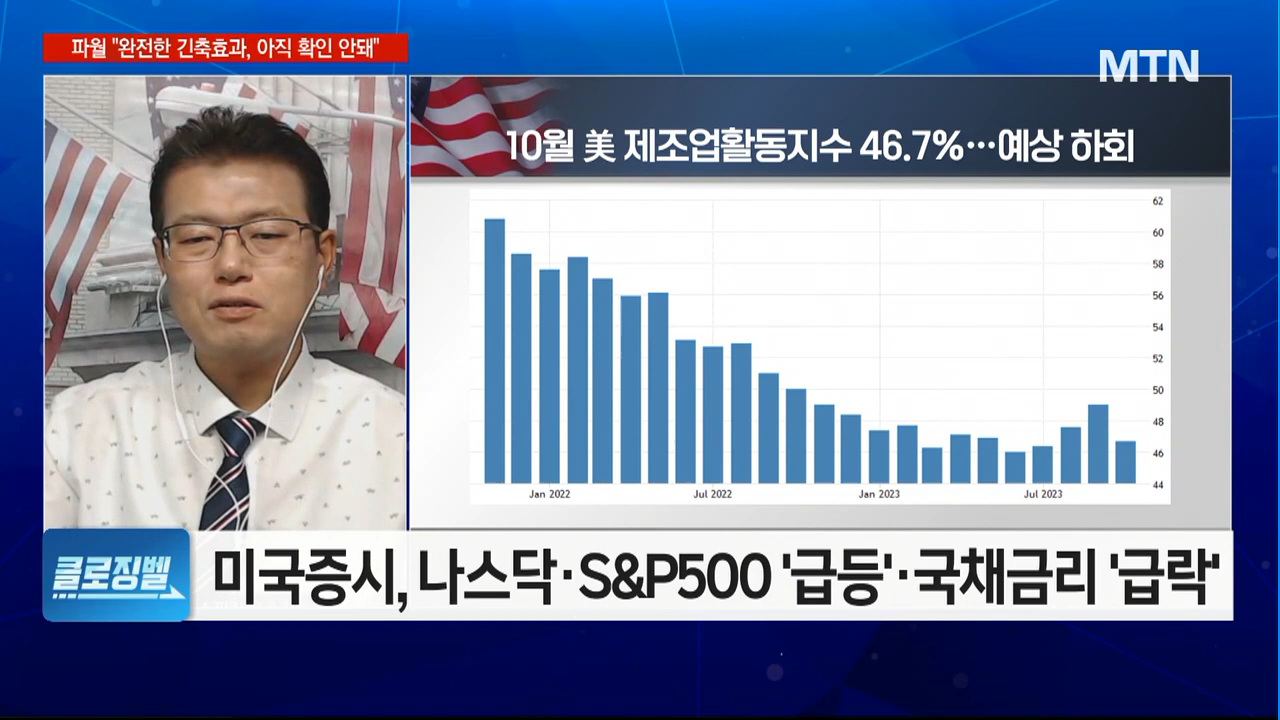 파월 "완전한 긴축효과, 아직 확인 안돼"
MTN
10월 美 제조업활동지수 46.7%…예상 하회
62
60
58
56
54
52
50
48
46
44
Jan 2022
Jul 2022
Jan 2023
Jul 2023
클로징벨
미국증시, 나스닥·S&P500 '급등'·국채금리 '급락'